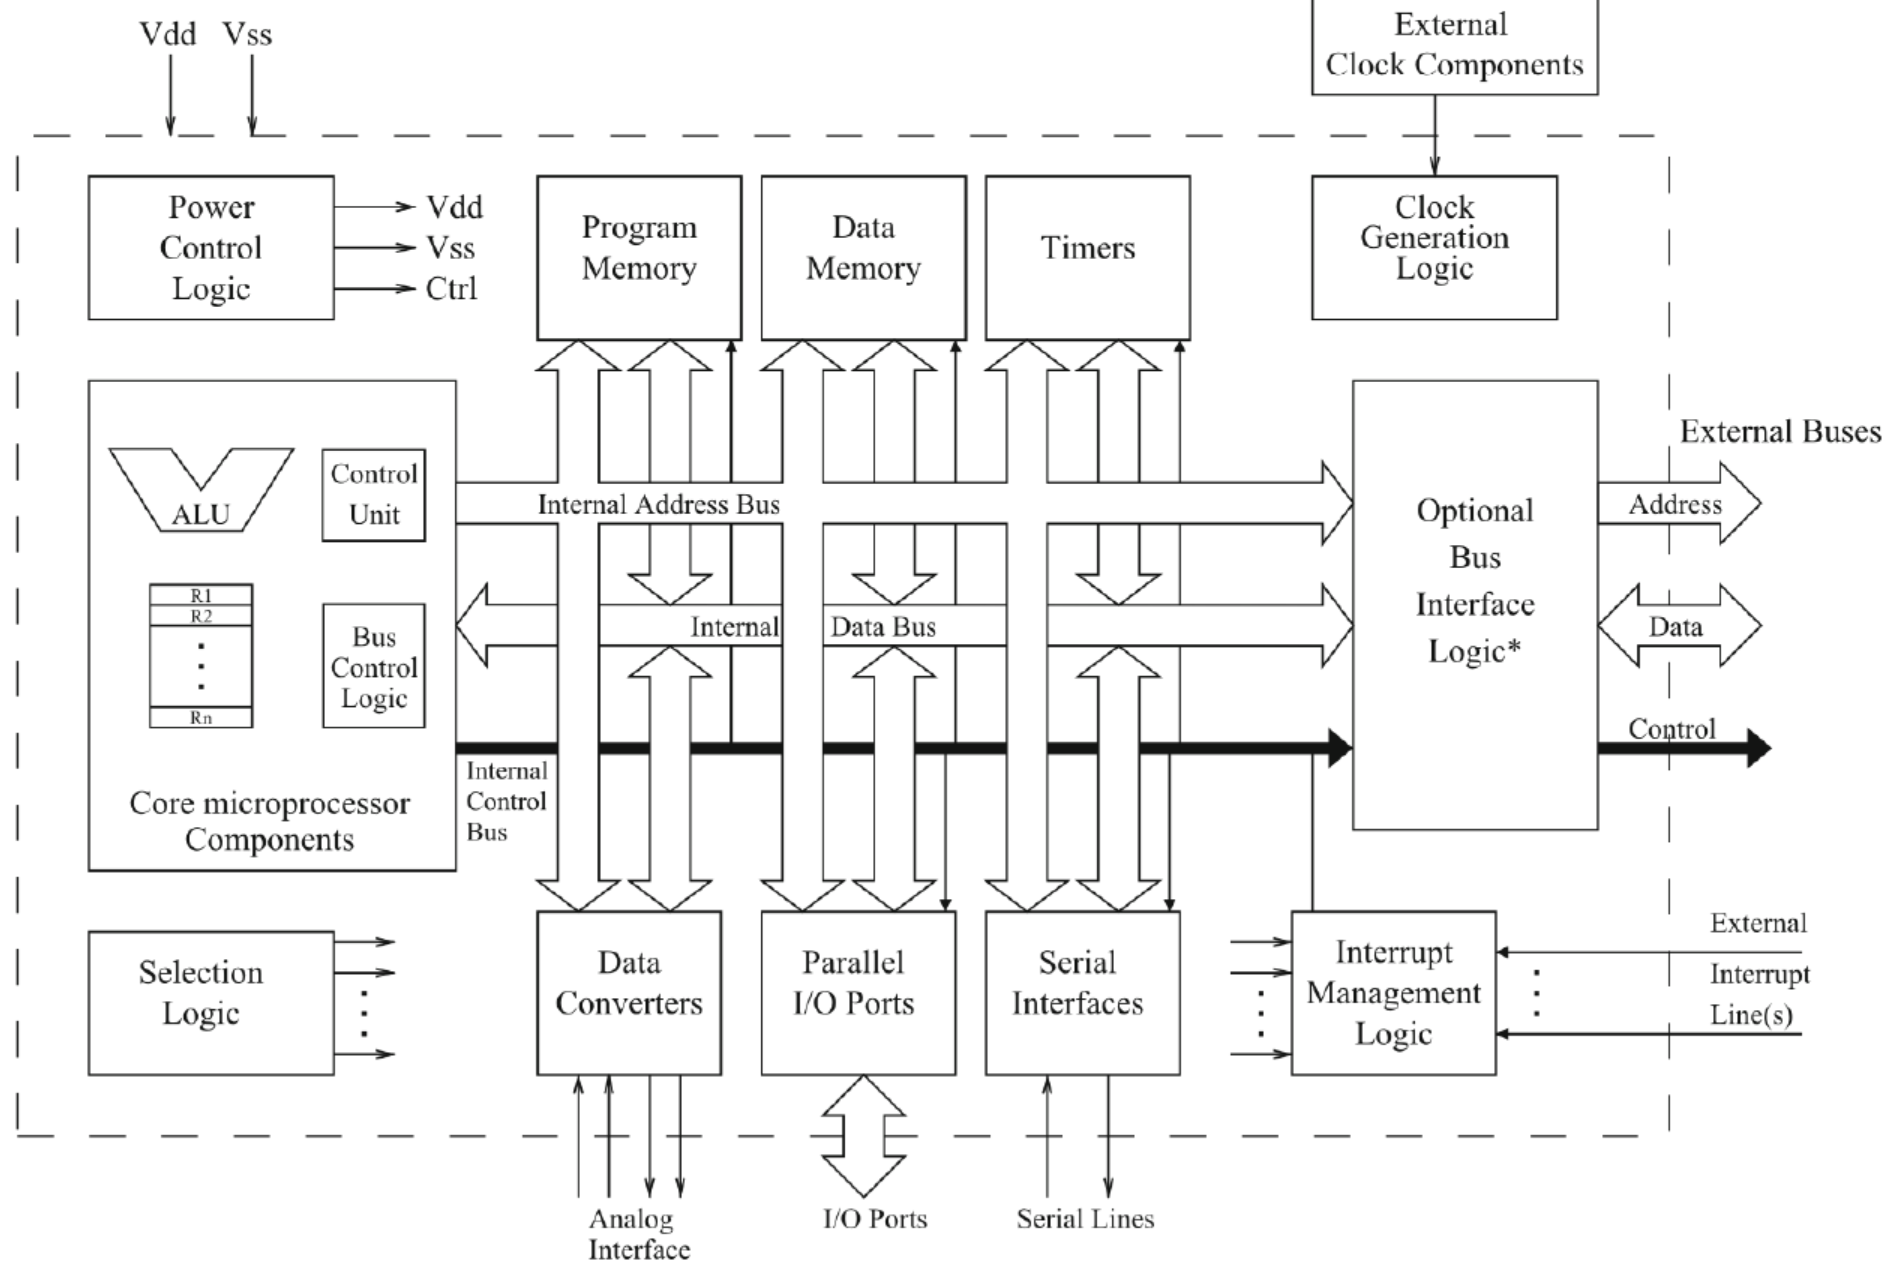 Vdd Vss
External
Clock Components
Power
Control
Logic
Vdd
Vss
Ctrl
Program
Memory
Data
Memory
Timers
Clock
Generation
Logic
ALU
Control
Unit
R1
R2
Rn
Bus
Control
Logic
Core microprocessor
Components
Internal Address Bus
Internal Data Bus
Internal
Control
Bus
Optional
Bus
Interface
Logic*
External Buses
Address
Data
Control
Selection
Logic
Data
Converters
Parallel
I/O Ports
Serial
Interfaces
Interrupt
Management
Logic
External
Interrupt
Line(s)
Analog
Interface
I/O Ports
Serial Lines